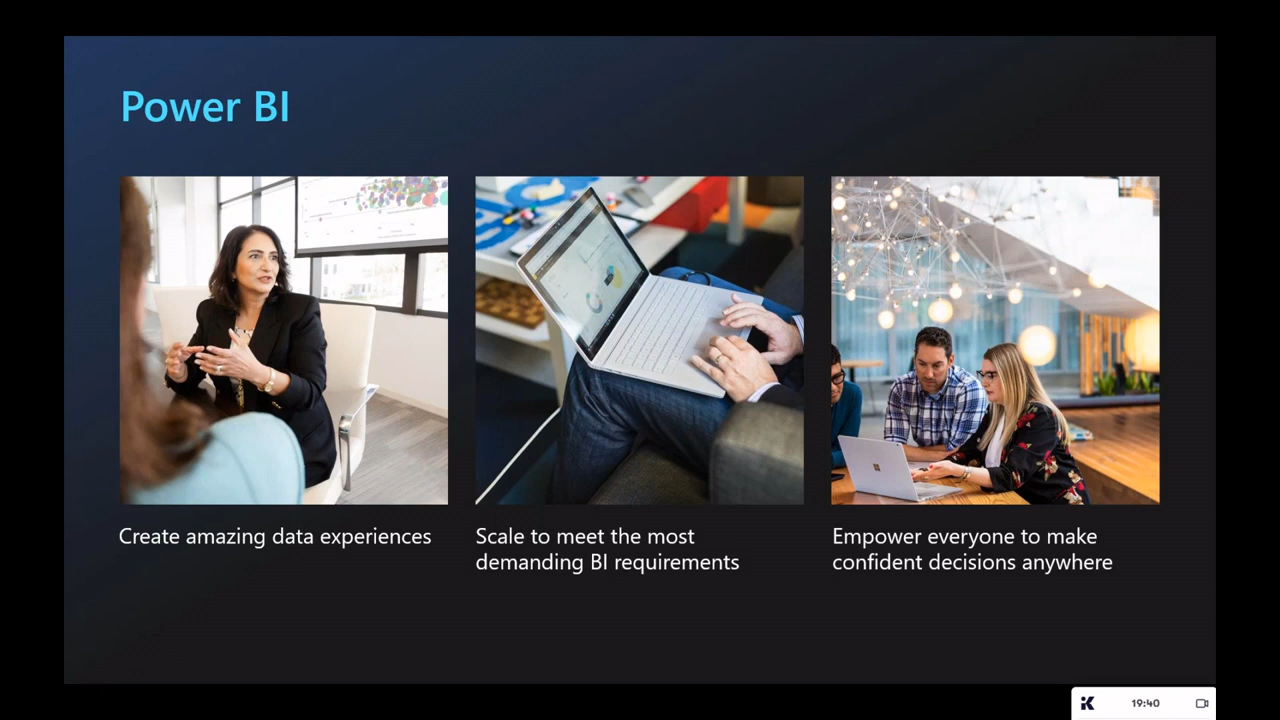 Power BI
Create amazing data experiences
Scale to meet the most
demanding BI requirements
Empower everyone to make
confident decisions anywhere
19:40